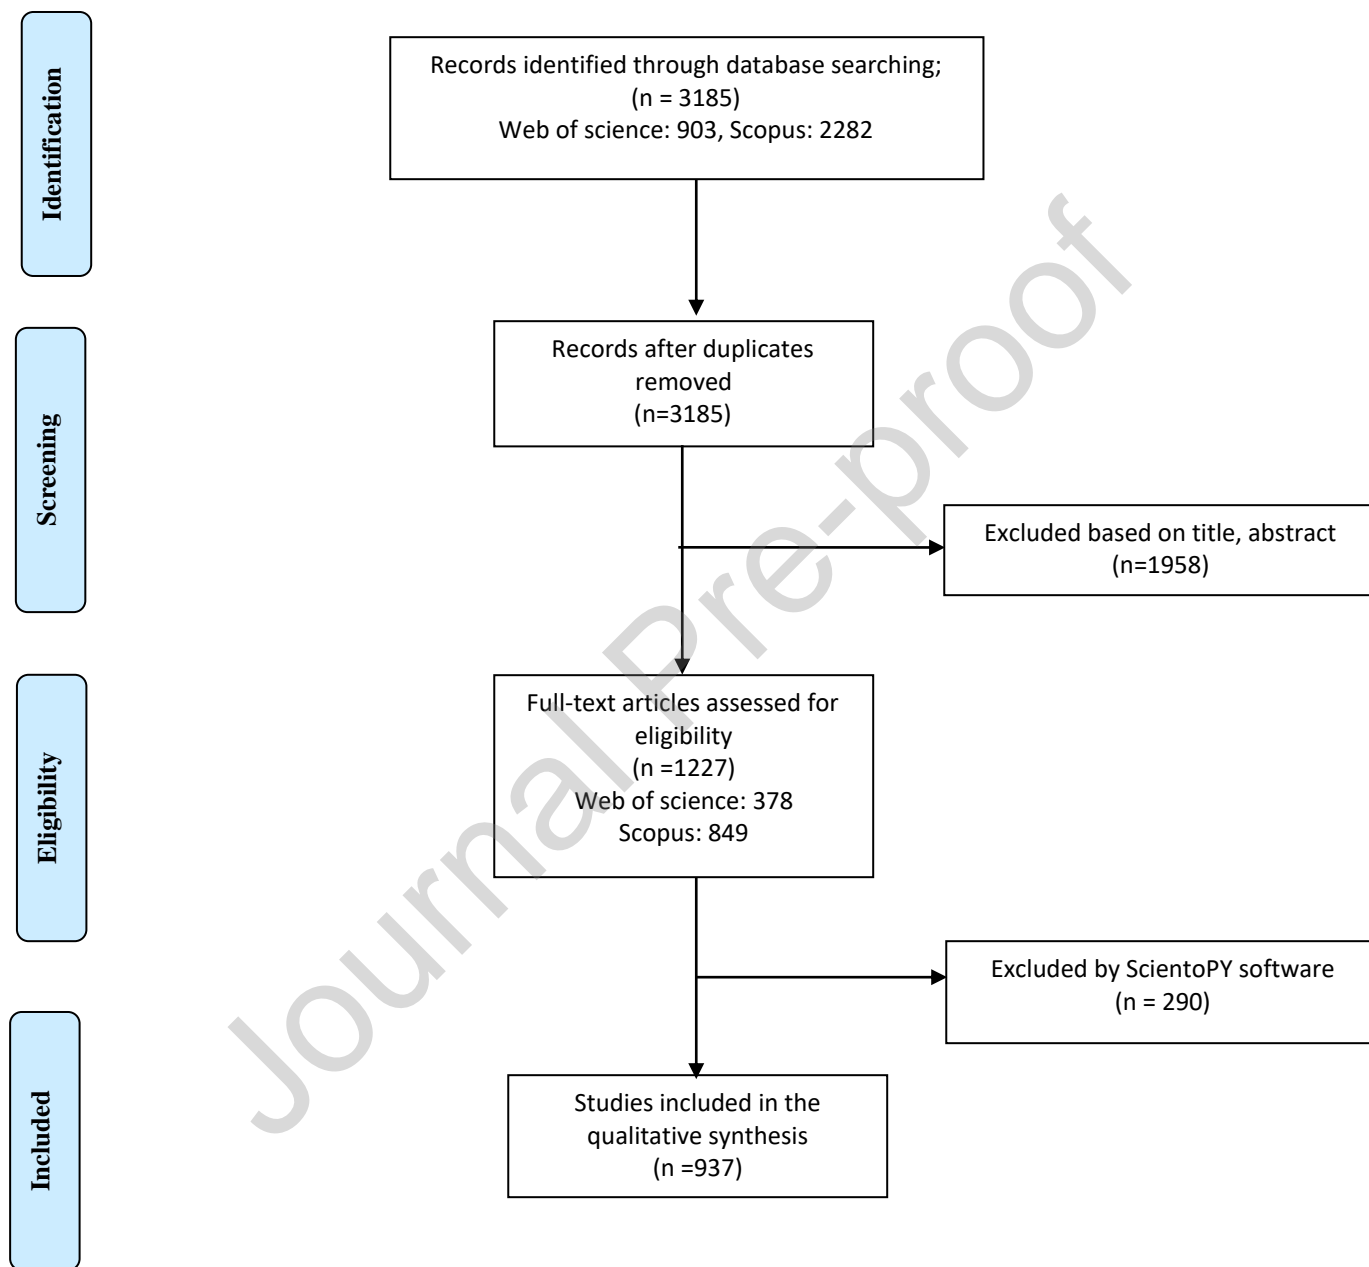 Identification
Records identified through database searching;
(n = 3185)
Web of science: 903, Scopus: 2282
Screening
Records after duplicates
removed
(n=3185)
Excluded based on title, abstract
(n=1958)
Eligibility
Full-text articles assessed for
eligibility
(n =1227)
Web of science: 378
Scopus: 849
Excluded by ScientoPY software
(n = 290)
Included
Studies included in the
qualitative synthesis
(n =937)
Journal Pre-proof